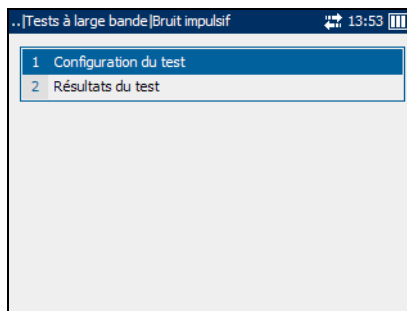 ..|Tests à large bande|Bruit impulsif 13:53
1 Configuration du test
2 Résultats du test